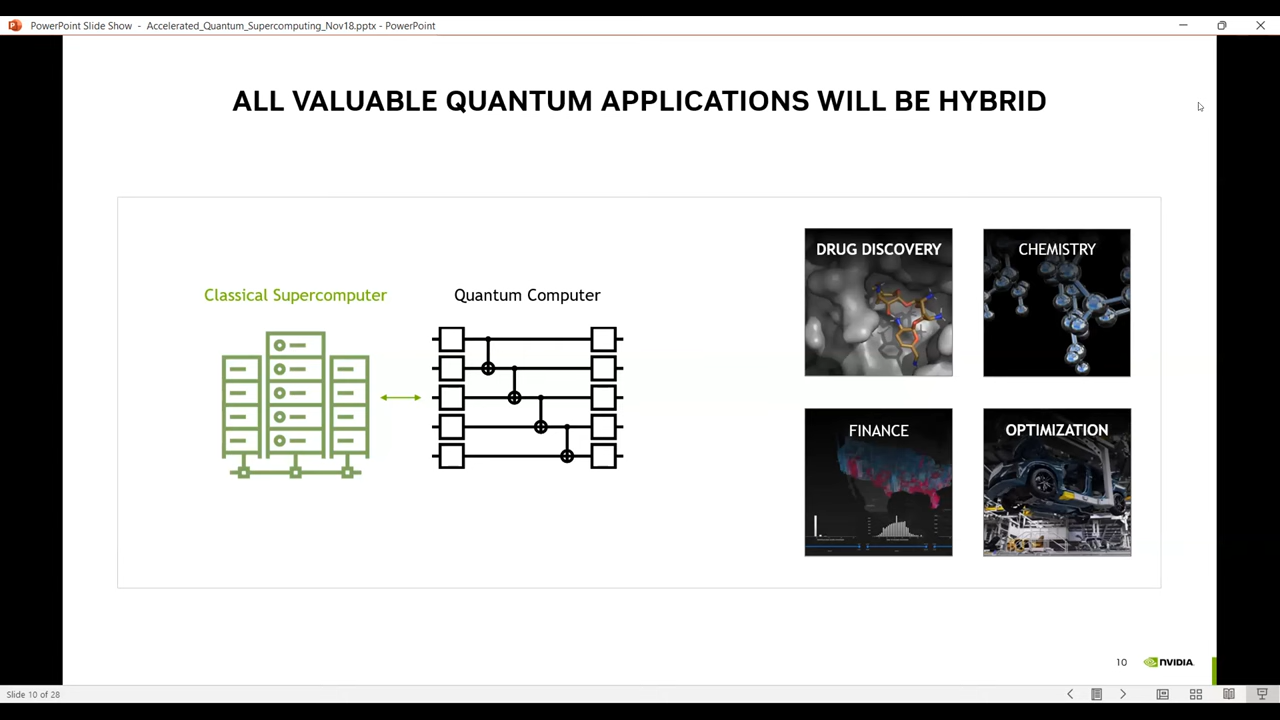 PowerPoint Slide Show - Accelerated_Quantum_Supercomputing_Nov18.pptx - PowerPoint
ALL VALUABLE QUANTUM APPLICATIONS WILL BE HYBRID
Classical Supercomputer
Quantum Computer
DRUG DISCOVERY
CHEMISTRY
FINANCE
OPTIMIZATION
10
NVIDIA
Slide 10 of 28